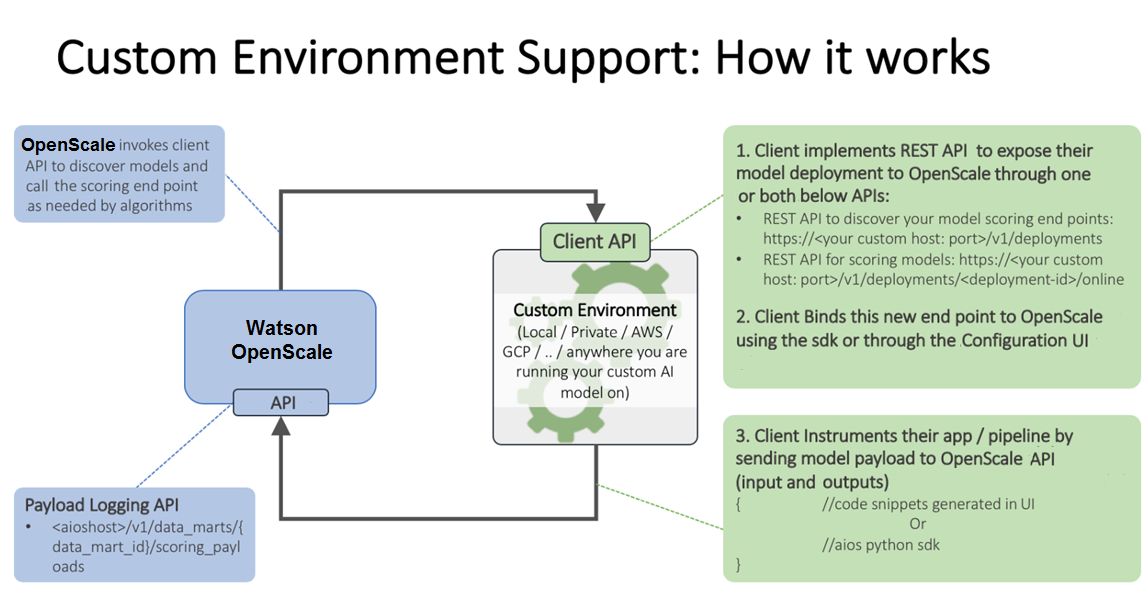 Custom Environment Support: How it works
OpenScale invokes client
API to discover models and
call the scoring end point
as needed by algorithms
Watson
OpenScale
API
Payload Logging API
• <aioshost>/v1/data_marts/{
data_mart_id}/scoring_payl
oads
Client API
Custom Environment
(Local / Private / AWS /
GCP / .. / anywhere you are
running your custom AI
model on)
1. Client implements REST API to expose their
model deployment to OpenScale through one
or both below APIs:
• REST API to discover your model scoring end points:
https://<your custom host: port>/v1/deployments
• REST API for scoring models: https://<your custom
host: port>/v1/deployments/<deployment-id>/online
2. Client Binds this new end point to OpenScale
using the sdk or through the Configuration UI
3. Client Instruments their app / pipeline by
sending model payload to OpenScale API
(input and outputs)
{ //code snippets generated in UI
Or
//aios python sdk
}